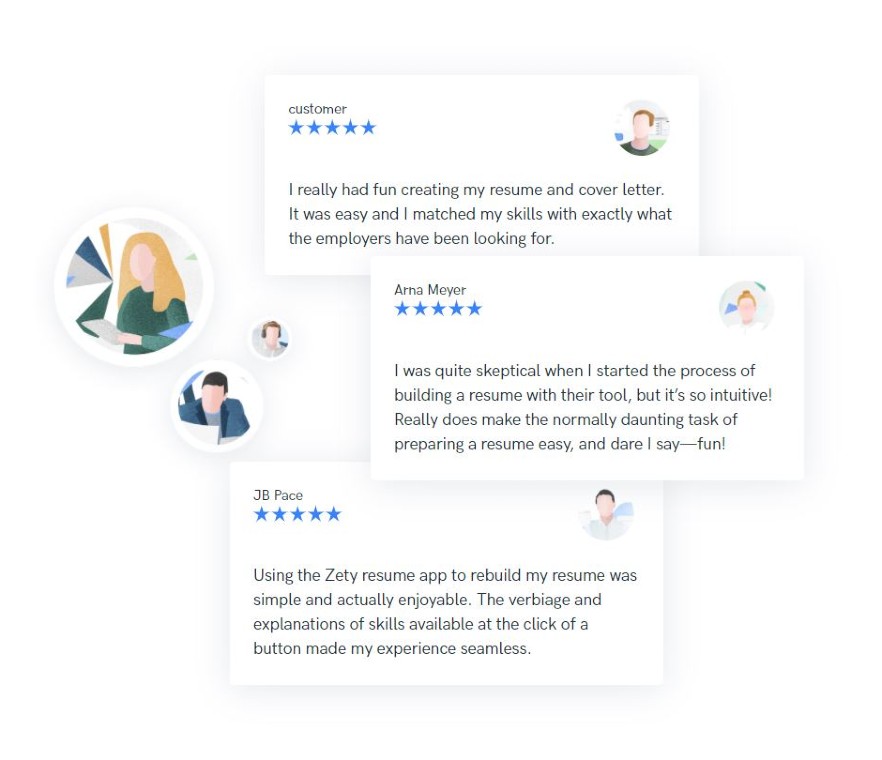 customer
I really had fun creating my resume and cover letter.
It was easy and I matched my skills with exactly what
the employers have been looking for.
Arna Meyer
I was quite skeptical when I started the process of
building a resume with their tool, but it’s so intuitive!
Really does make the normally daunting task of
preparing a resume easy, and dare I say—fun!
JB Pace
Using the Zety resume app to rebuild my resume was
simple and actually enjoyable. The verbiage and
explanations of skills available at the click of a
button made my experience seamless.